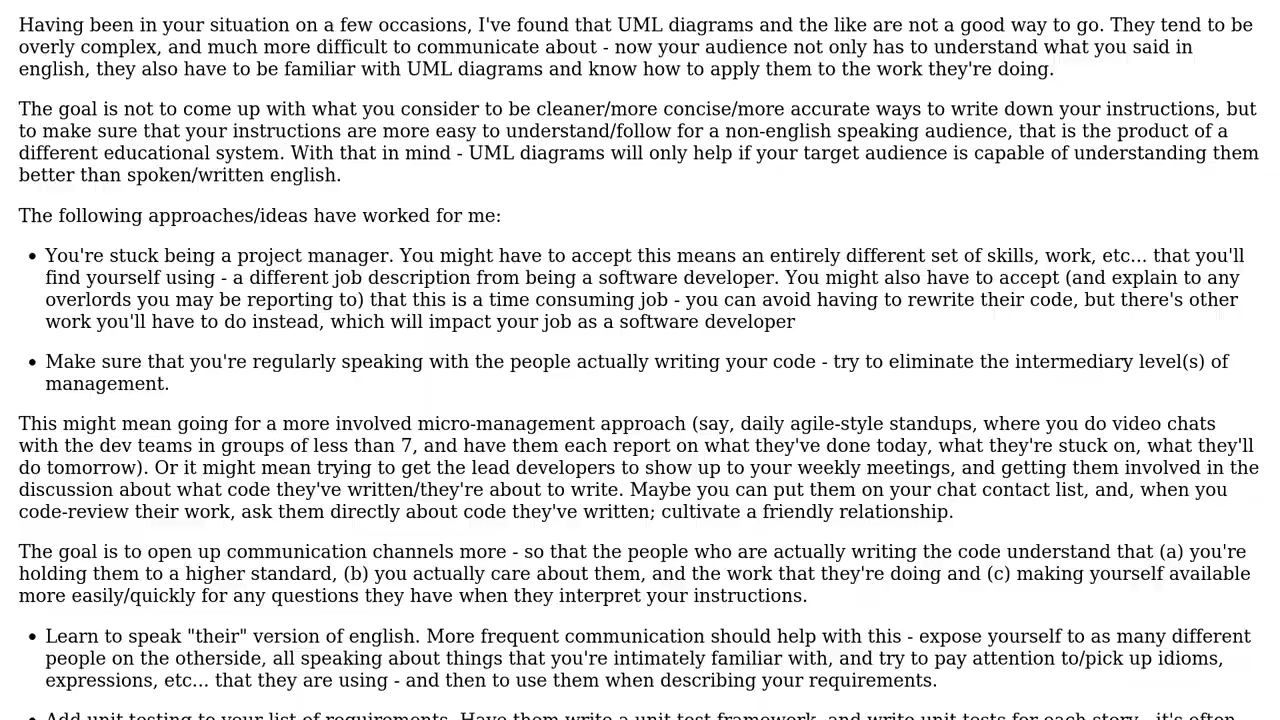 Having been in your situation on a few occasions, I've found that UML diagrams and the like are not a good way to go. They tend to be
overly complex, and much more difficult to communicate about - now your audience not only has to understand what you said in
english, they also have to be familiar with UML diagrams and know how to apply them to the work they're doing.
The goal is not to come up with what you consider to be cleaner/more concise/more accurate ways to write down your instructions, but
to make sure that your instructions are more easy to understand/follow for a non-english speaking audience, that is the product of a
different educational system. With that in mind - UML diagrams will only help if your target audience is capable of understanding them
better than spoken/written english.
The following approaches/ideas have worked for me:
• You're stuck being a project manager. You might have to accept this means an entirely different set of skills, work, etc... that you'll
find yourself using - a different job description from being a software developer. You might also have to accept (and explain to any
overlords you may be reporting to) that this is a time consuming job - you can avoid having to rewrite their code, but there's other
work you'll have to do instead, which will impact your job as a software developer
• Make sure that you're regularly speaking with the people actually writing your code - try to eliminate the intermediary level(s) of
management.
This might mean going for a more involved micro-management approach (say, daily agile-style standups, where you do video chats
with the dev teams in groups of less than 7, and have them each report on what they've done today, what they're stuck on, what they'll
do tomorrow). Or it might mean trying to get the lead developers to show up to your weekly meetings, and getting them involved in the
discussion about what code they've written/they're about to write. Maybe you can put them on your chat contact list, and, when you
code-review their work, ask them directly about code they've written; cultivate a friendly relationship.
The goal is to open up communication channels more - so that the people who are actually writing the code understand that (a) you're
holding them to a higher standard, (b) you actually care about them, and the work that they're doing and (c) making yourself available
more easily/quickly for any questions they have when they interpret your instructions.
• Learn to speak "their" version of english. More frequent communication should help with this - expose yourself to as many different
people on the otherside, all speaking about things that you're intimately familiar with, and try to pay attention to/pick up idioms,
expressions, etc... that they are using - and then to use them when describing your requirements.
• Add unit testing to your list of requirements. Have them write a unit test framework, and write unit tests for each story - it's often